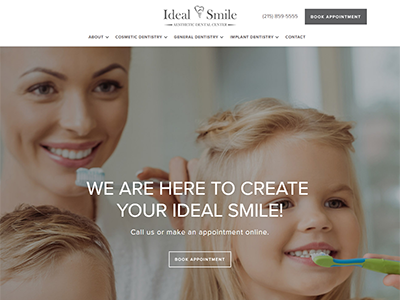 Ideal Smile
AESTHETIC DENTAL CENTER
(215) 859-5555
BOOK APPOINTMENT
ABOUT
COSMETIC DENTISTRY
GENERAL DENTISTRY
IMPLANT DENTISTRY
CONTACT
WE ARE HERE TO CREATE
YOUR IDEAL SMILE!
Call us or make an appointment online.
BOOK APPOINTMENT